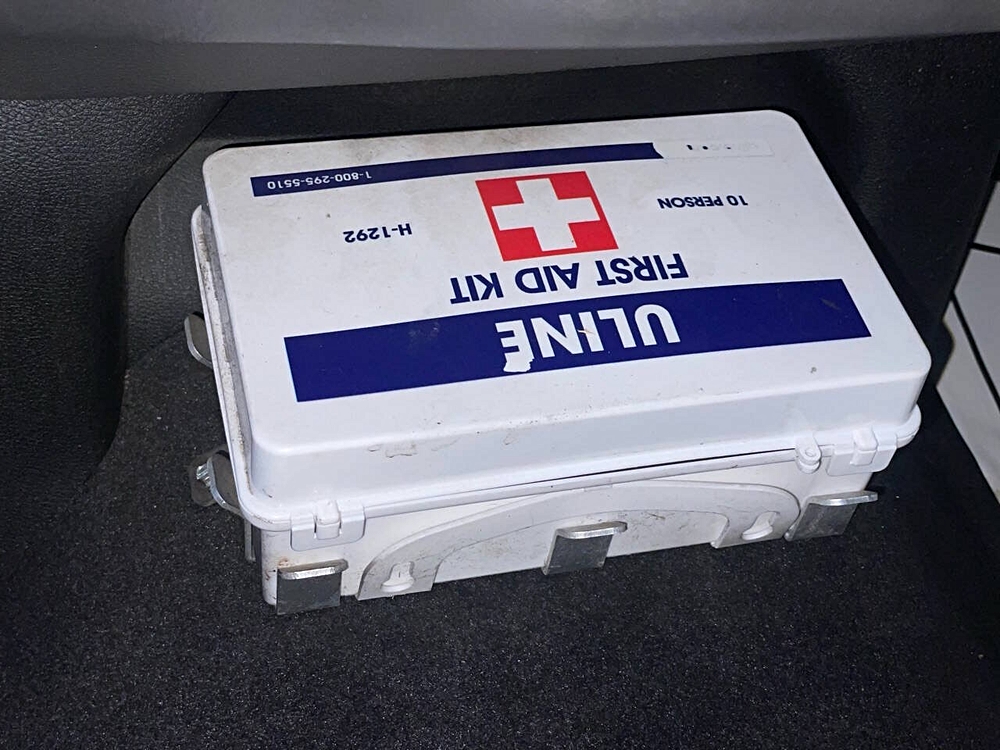 ULINE
FIRST AID KIT
10 PERSON
H-1292
1-800-295-5510